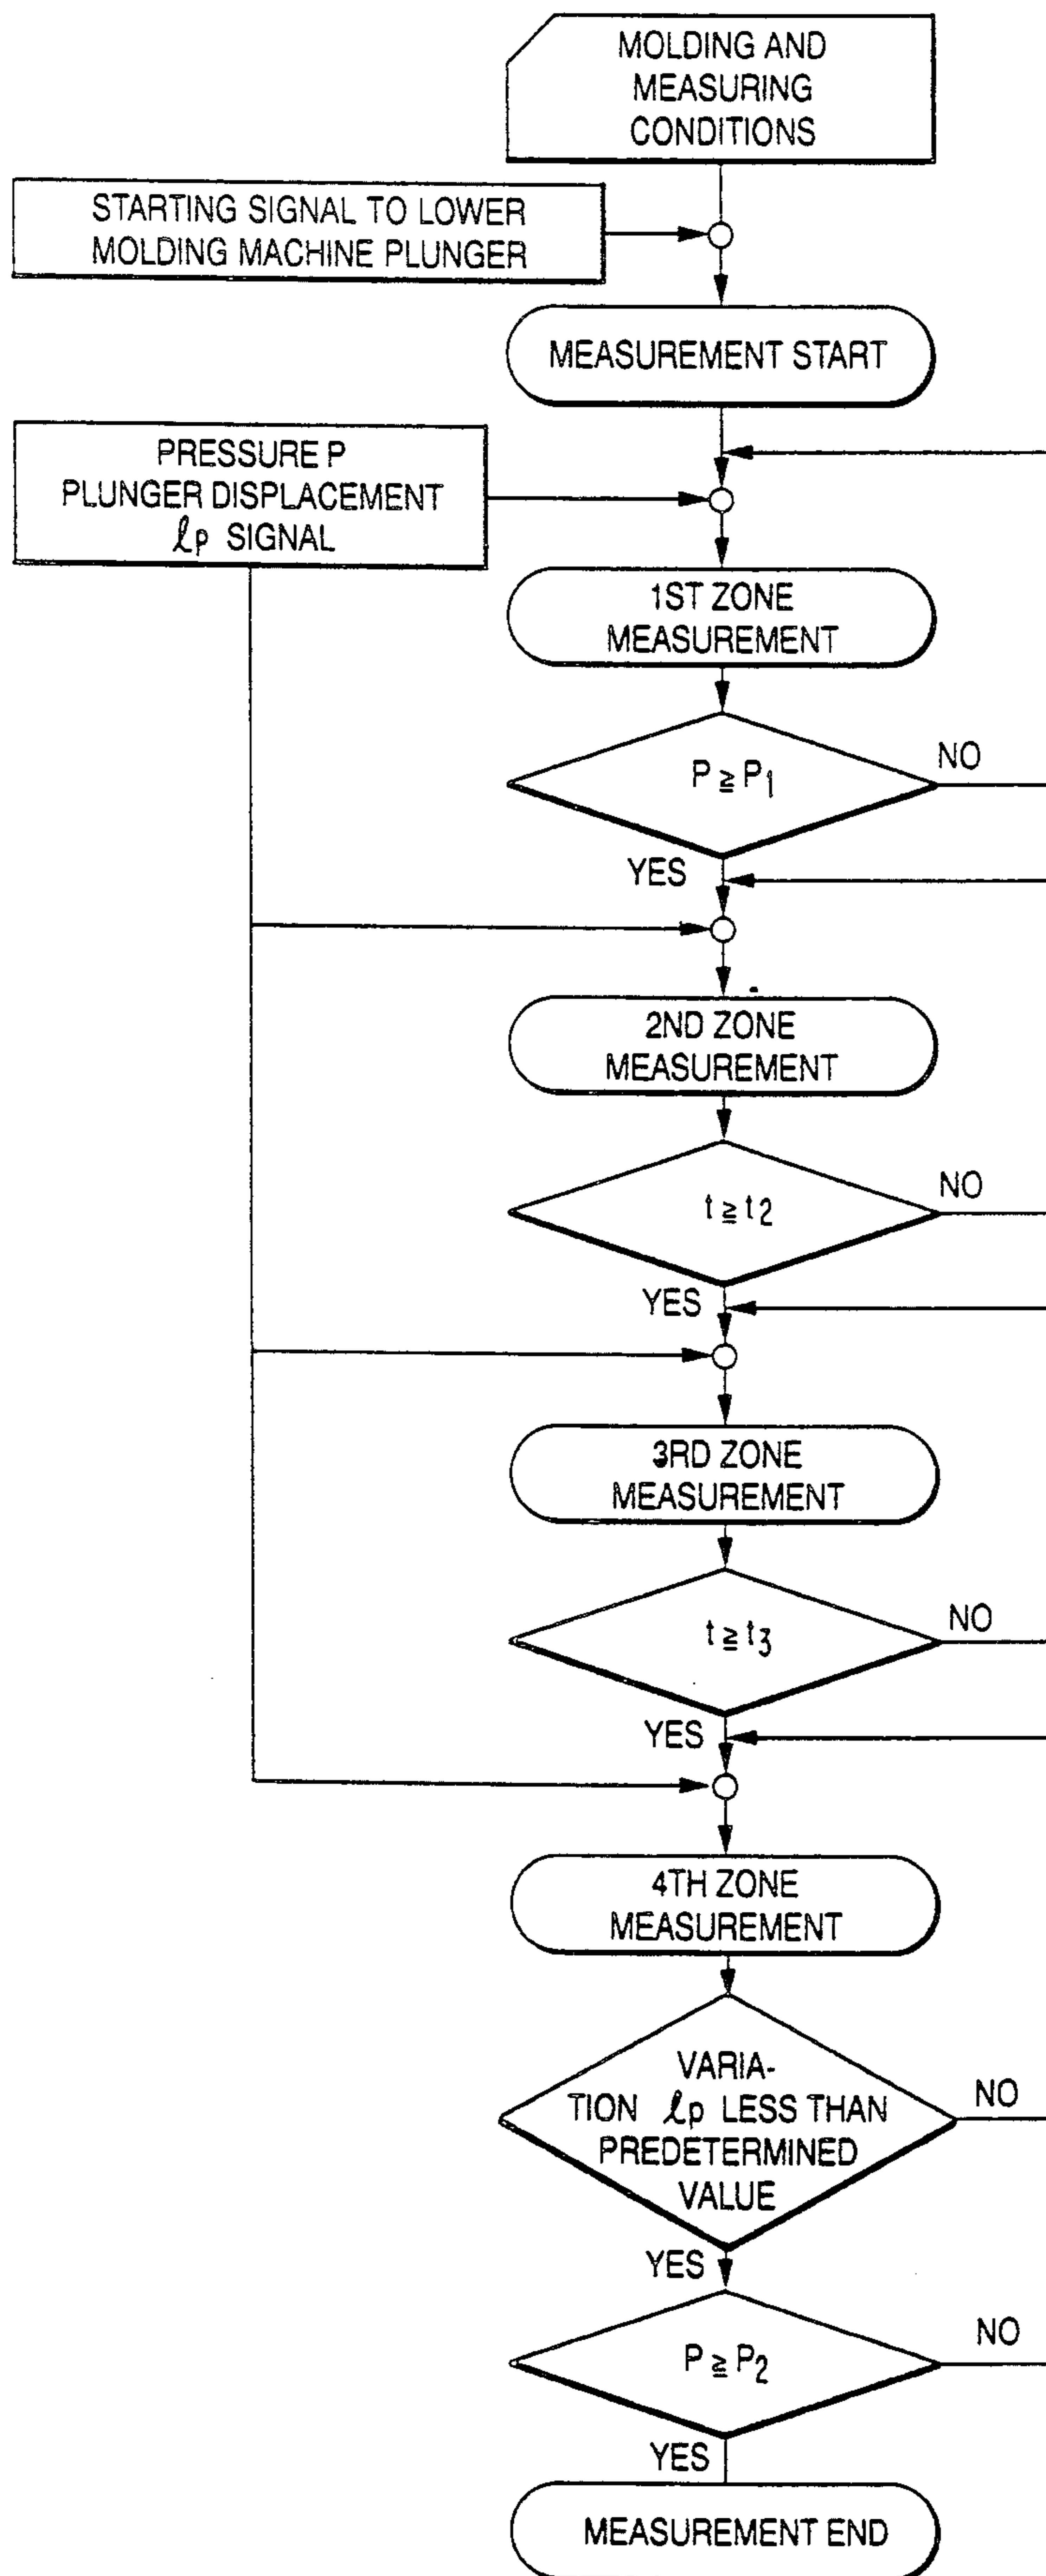 MOLDING AND
MEASURING
CONDITIONS
STARTING SIGNAL TO LOWER
MOLDING MACHINE PLUNGER
MEASUREMENT START
PRESSURE P
PLUNGER DISPLACEMENT
ℓp SIGNAL
1ST ZONE
MEASUREMENT
P ≧ P1
NO
YES
2ND ZONE
MEASUREMENT
t ≧ t2
NO
YES
3RD ZONE
MEASUREMENT
t ≧ t3
NO
YES
4TH ZONE
MEASUREMENT
VARIA-
TION ℓp LESS THAN
PREDETERMINED
VALUE
NO
YES
P ≧ P2
NO
YES
MEASUREMENT END